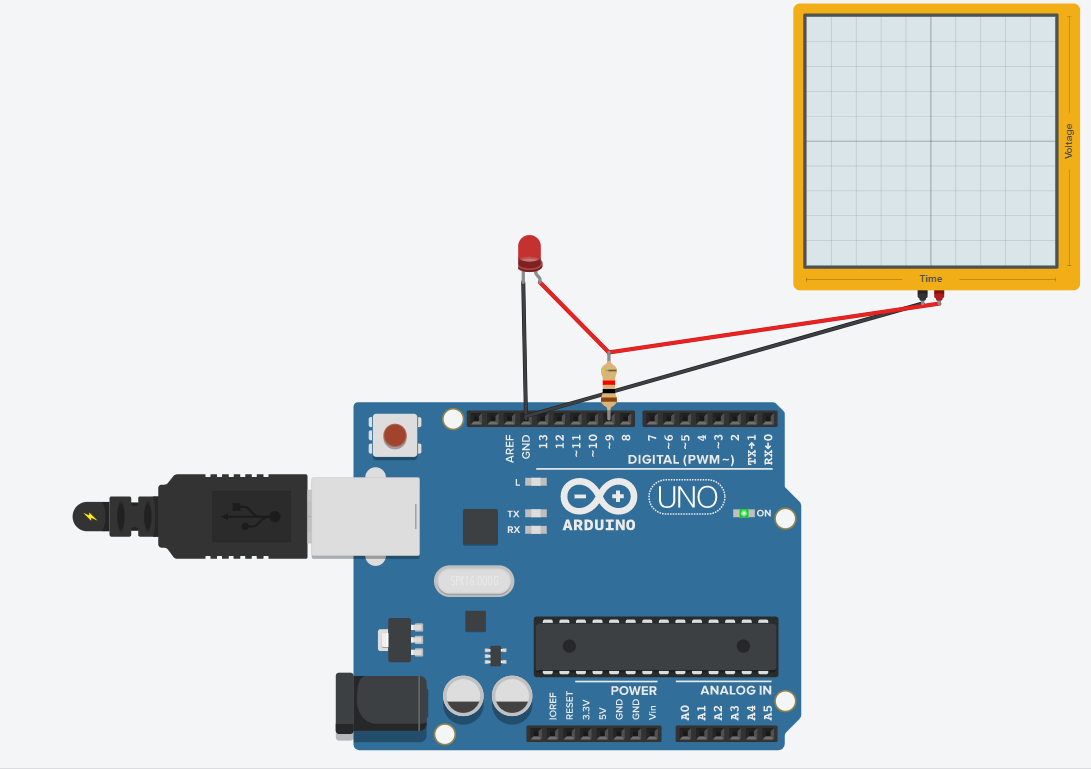 Voltage
Time
AREF
GND
13
12
~11
~10
~9
8
7
~6
~5
4
~3
2
TX→1
RX←0
DIGITAL (PWM ~)
L
TX
RX
ARDUINO
UNO
ON
POWER
ANALOG IN
IOREF
RESET
3.3V
5V
GND
GND
Vin
A0
A1
A2
A3
A4
A5